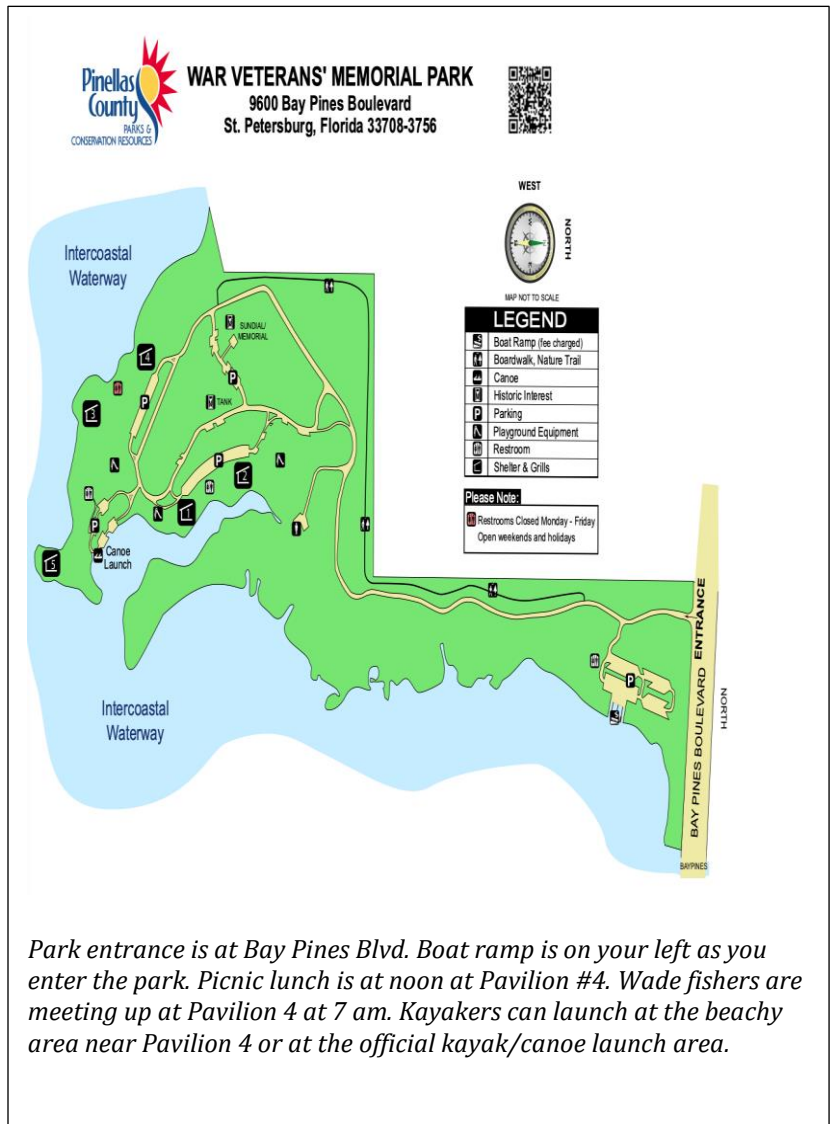 Pinellas
County
PARKS &
CONSERVATION RESOURCES
WAR VETERANS' MEMORIAL PARK
9600 Bay Pines Boulevard
St. Petersburg, Florida 33708-3756
WEST
NORTH
MAP NOT TO SCALE
LEGEND
Boat Ramp (fee charged)
Boardwalk, Nature Trail
Canoe
Historic Interest
P Parking
Playground Equipment
Restroom
Shelter & Grills
Please Note:
Restrooms Closed Monday - Friday
Open weekends and holidays
Intercoastal
Waterway
SUNDIAL/
MEMORIAL
4
P
P
TANK
3
P
2
1
P
Canoe
Launch
5
P
Intercoastal
Waterway
BAY PINES BOULEVARD ENTRANCE
NORTH
BAYPINES
Park entrance is at Bay Pines Blvd. Boat ramp is on your left as you
enter the park. Picnic lunch is at noon at Pavilion #4. Wade fishers are
meeting up at Pavilion 4 at 7 am. Kayakers can launch at the beachy
area near Pavilion 4 or at the official kayak/canoe launch area.